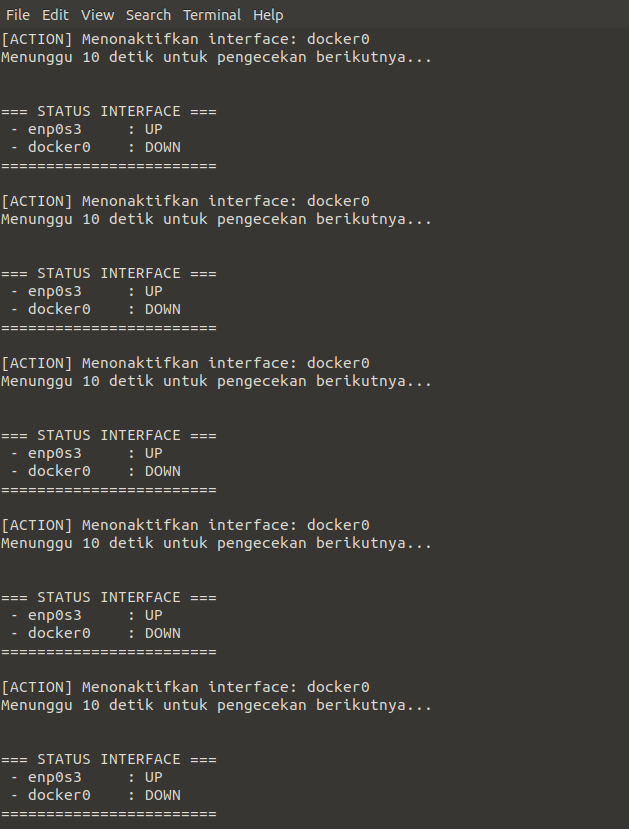 File Edit View Search Terminal Help
[ACTION] Menonaktifkan interface: docker0
Menunggu 10 detik untuk pengecekan berikutnya...
=== STATUS INTERFACE ===
- enp0s3     : UP
- docker0    : DOWN
========================
[ACTION] Menonaktifkan interface: docker0
Menunggu 10 detik untuk pengecekan berikutnya...
=== STATUS INTERFACE ===
- enp0s3     : UP
- docker0    : DOWN
========================
[ACTION] Menonaktifkan interface: docker0
Menunggu 10 detik untuk pengecekan berikutnya...
=== STATUS INTERFACE ===
- enp0s3     : UP
- docker0    : DOWN
========================
[ACTION] Menonaktifkan interface: docker0
Menunggu 10 detik untuk pengecekan berikutnya...
=== STATUS INTERFACE ===
- enp0s3     : UP
- docker0    : DOWN
========================
[ACTION] Menonaktifkan interface: docker0
Menunggu 10 detik untuk pengecekan berikutnya...
=== STATUS INTERFACE ===
- enp0s3     : UP
- docker0    : DOWN
========================